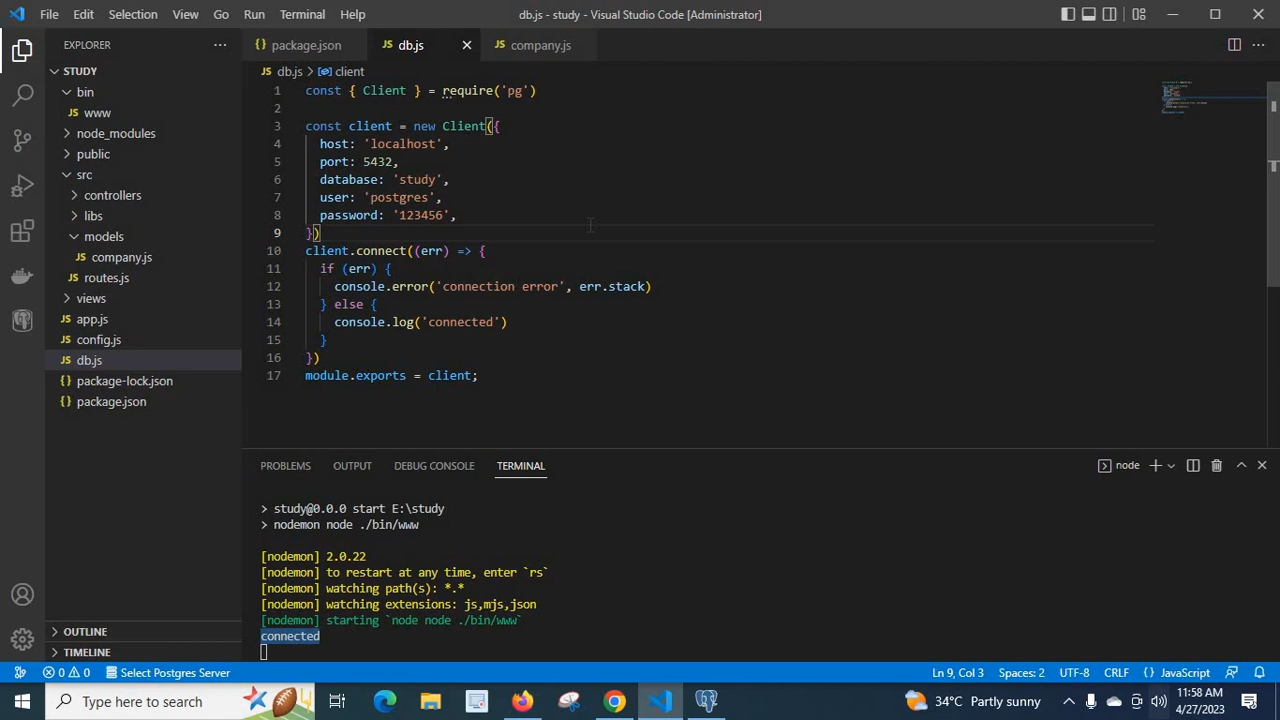 File Edit Selection View Go Run Terminal Help
db.js - study - Visual Studio Code [Administrator]
EXPLORER
STUDY
bin
JS www
node_modules
public
src
controllers
libs
models
JS company.js
JS routes.js
views
JS app.js
JS config.js
JS db.js
{} package-lock.json
{} package.json
OUTLINE
TIMELINE
{} package.json
JS db.js
JS company.js
JS db.js > client
1 const { Client } = require('pg')
2
3 const client = new Client({
4 host: 'localhost',
5 port: 5432,
6 database: 'study',
7 user: 'postgres',
8 password: '123456',
9 })
10 client.connect((err) => {
11 if (err) {
12 console.error('connection error', err.stack)
13 } else {
14 console.log('connected')
15 }
16 })
17 module.exports = client;
PROBLEMS OUTPUT DEBUG CONSOLE TERMINAL
node
> study@0.0.0 start E:\study
> nodemon node ./bin/www
[nodemon] 2.0.22
[nodemon] to restart at any time, enter `rs`
[nodemon] watching path(s): *.*
[nodemon] watching extensions: js,mjs,json
[nodemon] starting `node node ./bin/www`
connected
0 0 Select Postgres Server
Ln 9, Col 3 Spaces: 2 UTF-8 CRLF {} JavaScript
Type here to search
34°C Partly sunny
11:58 AM
4/27/2023